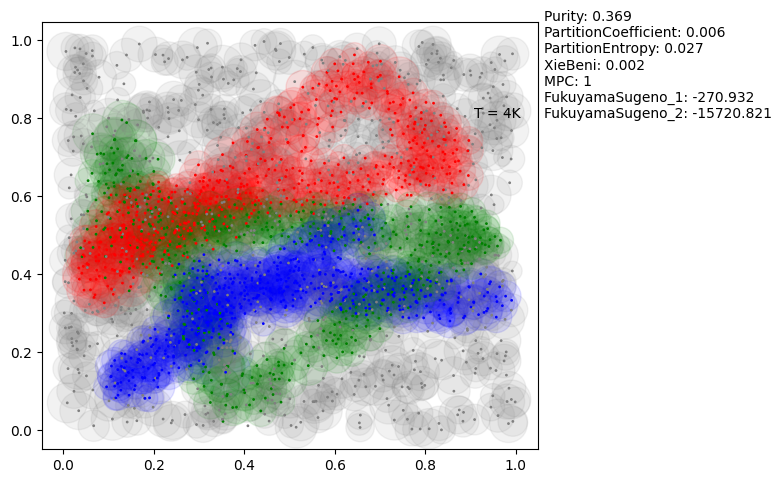 Purity: 0.369
PartitionCoefficient: 0.006
PartitionEntropy: 0.027
XieBeni: 0.002
MPC: 1
FukuyamaSugeno_1: -270.932
FukuyamaSugeno_2: -15720.821
T = 4K
1.0
0.8
0.6
0.4
0.2
0.0
0.0 0.2 0.4 0.6 0.8 1.0